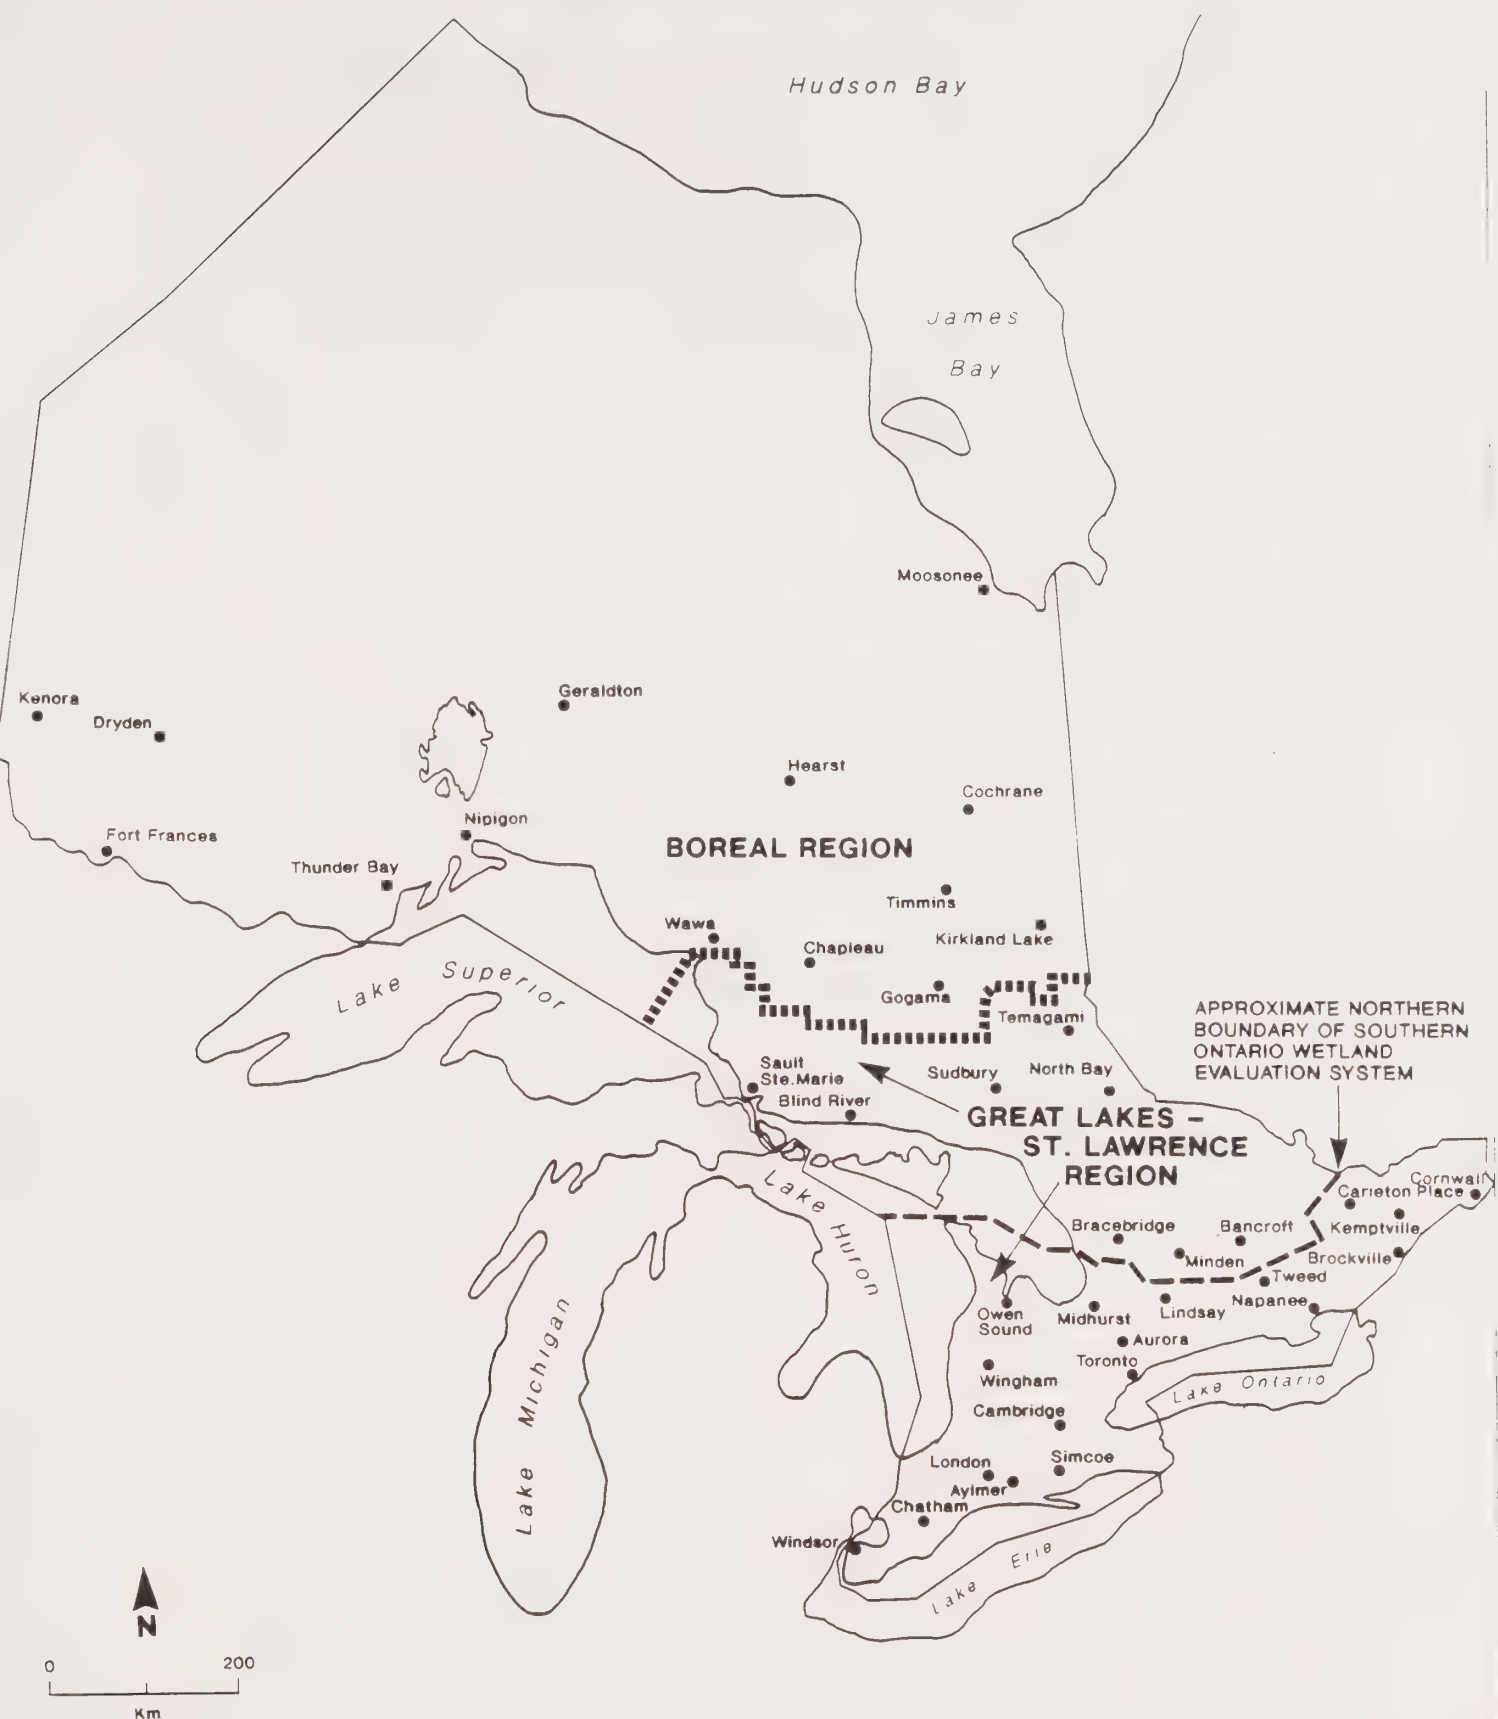 Hudson Bay
James
Bay
Moosonee
Kenora
Dryden
Geraldton
Hearst
Cochrane
Fort Frances
Nipigon
Thunder Bay
BOREAL REGION
Timmins
Wawa
Kirkland Lake
Chapleau
Gogama
Temagami
Lake Superior
APPROXIMATE NORTHERN
BOUNDARY OF SOUTHERN
ONTARIO WETLAND
EVALUATION SYSTEM
Sault
Ste.Marie
Sudbury
North Bay
Blind River
GREAT LAKES –
ST. LAWRENCE
REGION
Cornwall
Carleton Place
Lake Huron
Bracebridge
Bancroft
Kemptville
Minden
Brockville
Tweed
Owen
Sound
Midhurst
Lindsay
Napanee
Aurora
Toronto
Wingham
Lake Ontario
Lake Michigan
Cambridge
London
Simcoe
Aylmer
Chatham
Windsor
Lake Erie
N
0 200
Km